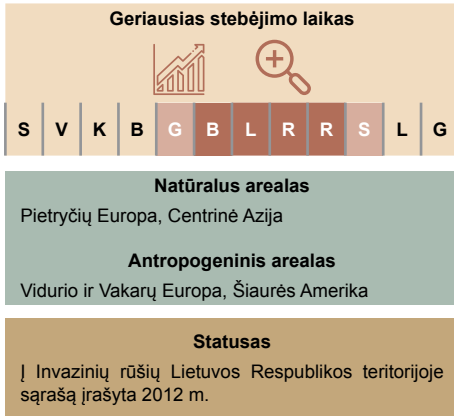 Geriausias stebėjimo laikas
S V K B G B L R R S L G
Natūralus arealas
Pietryčių Europa, Centrinė Azija
Antropogeninis arealas
Vidurio ir Vakarų Europa, Šiaurės Amerika
Statusas
Į Invazinių rūšių Lietuvos Respublikos teritorijoje
sąrašą įrašyta 2012 m.